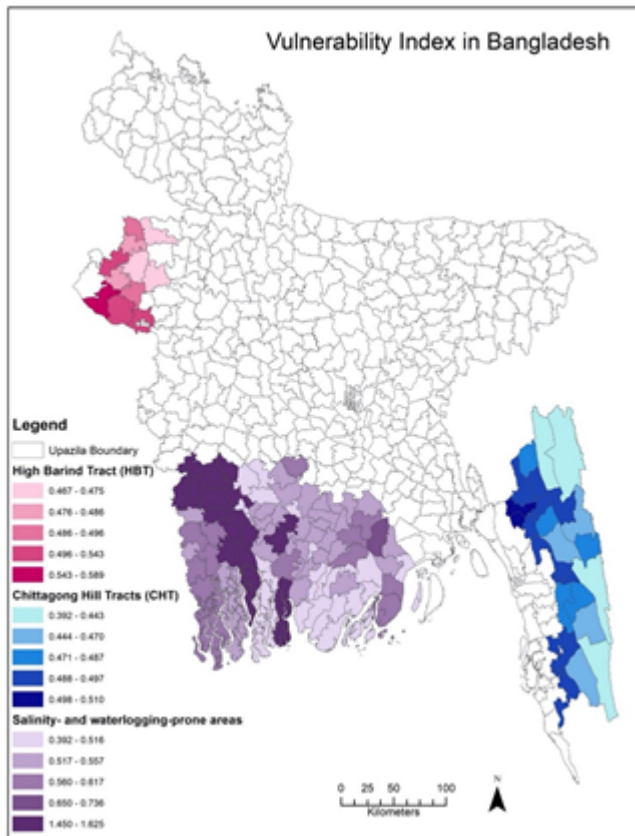 Vulnerability Index in Bangladesh
Legend
Upazila Boundary
High Barind Tract (HBT)
0.467 - 0.475
0.476 - 0.486
0.486 - 0.496
0.496 - 0.543
0.543 - 0.589
Chittagong Hill Tracts (CHT)
0.392 - 0.443
0.444 - 0.470
0.471 - 0.487
0.488 - 0.497
0.498 - 0.510
Salinity- and waterlogging-prone areas
0.392 - 0.516
0.517 - 0.557
0.560 - 0.617
0.650 - 0.736
1.450 - 1.625
0 25 50 75 100
Kilometers
N